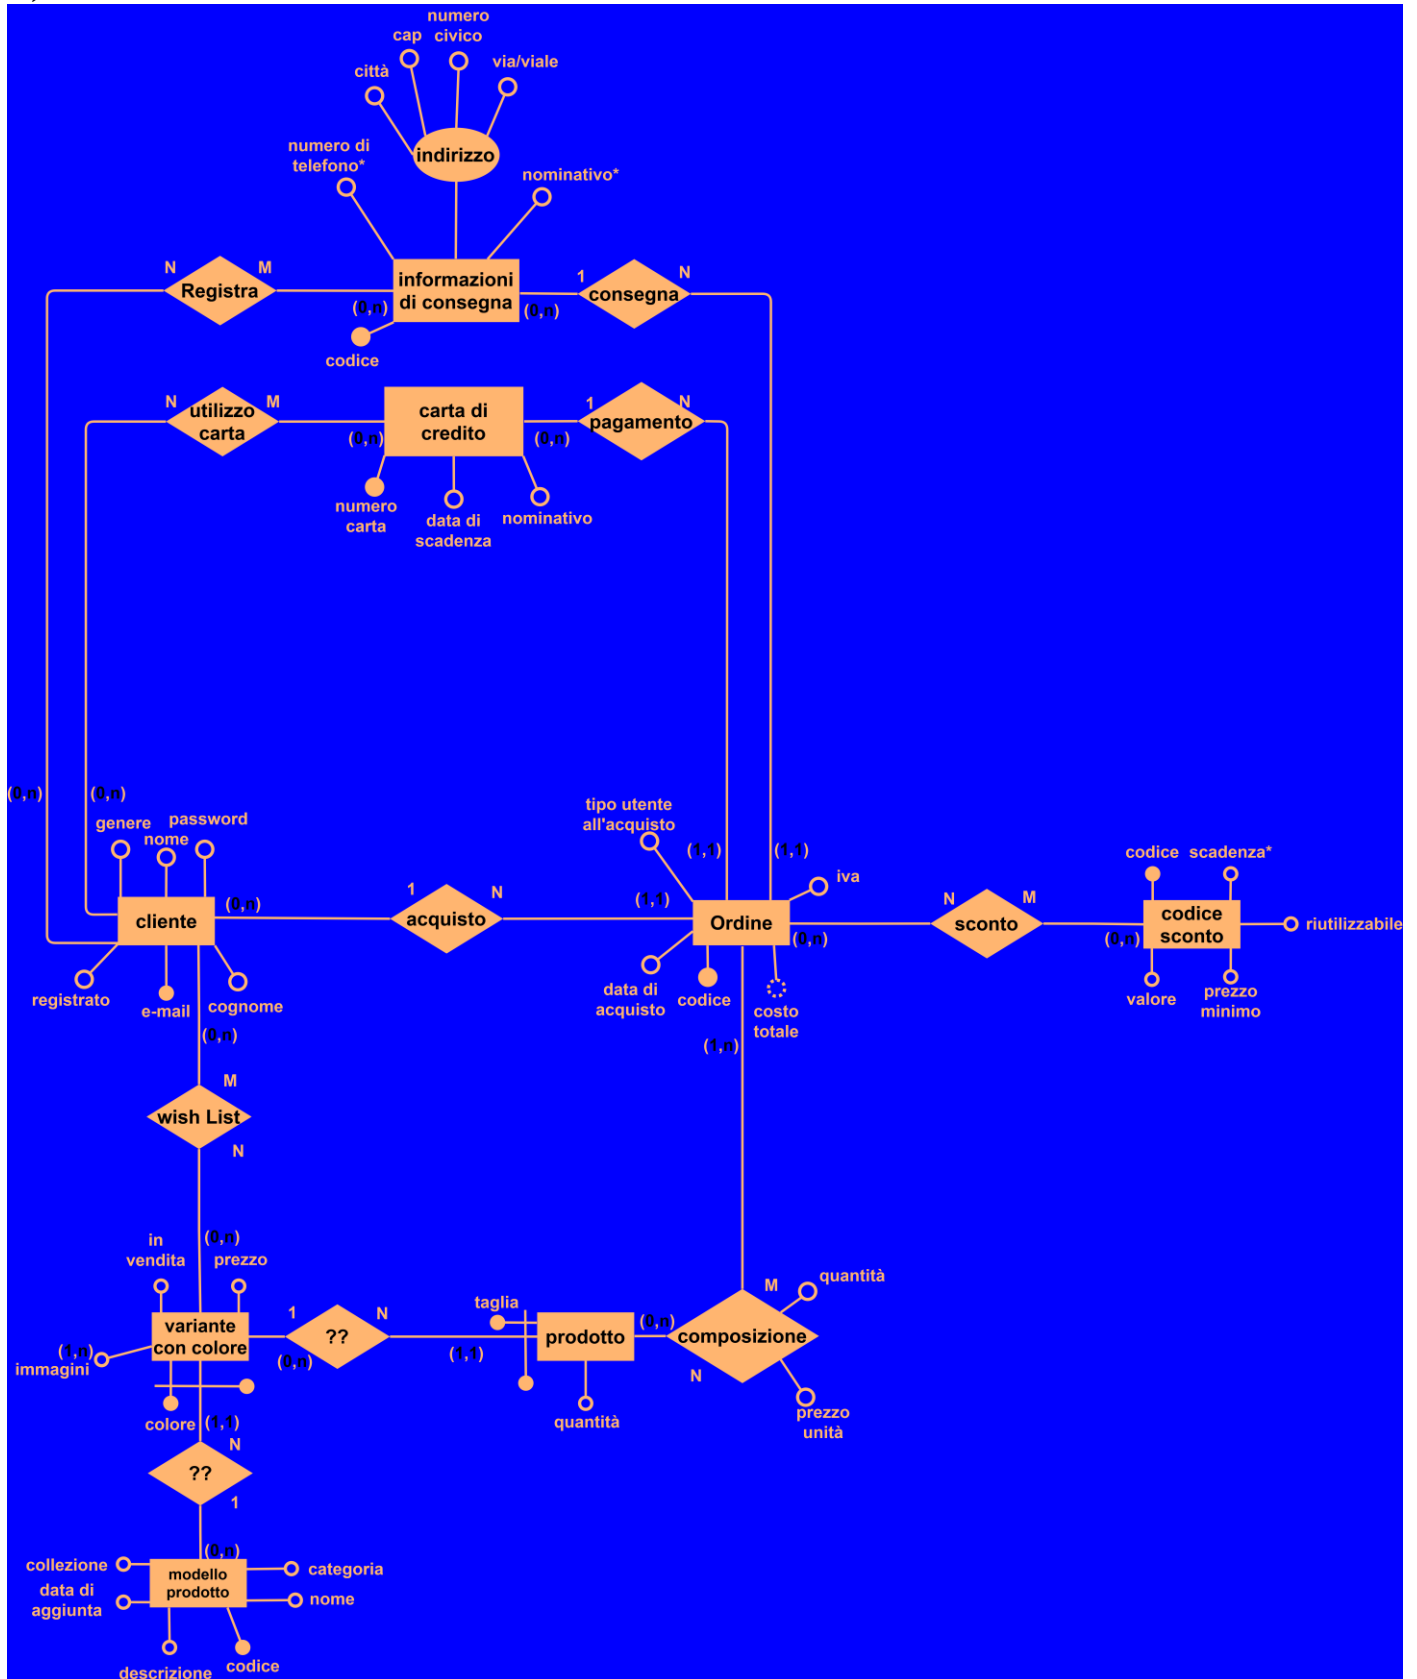 numero
civico
cap
via/viale
città
indirizzo
numero di
telefono*
nominativo*
N
M
Registra
informazioni
di consegna
(0,n)
(0,n)
codice
1
N
consegna
N
M
utilizzo
carta
carta di
credito
(0,n)
(0,n)
numero
carta
data di
scadenza
nominativo
1
N
pagamento
(0,n)
(0,n)
genere
nome
password
cliente
(0,n)
registrato
e-mail
cognome
(0,n)
1
N
acquisto
tipo utente
all'acquisto
(1,1)
(1,1)
(1,1)
iva
Ordine
(0,n)
data di
acquisto
codice
costo
totale
(1,n)
N
M
sconto
codice
scadenza*
codice
sconto
(0,n)
riutilizzabile
valore
prezzo
minimo
M
wish List
N
(0,n)
in
vendita
prezzo
variante
con colore
(1,n)
immagini
colore
(1,1)
1
N
??
(0,n)
(1,1)
taglia
prodotto
(0,n)
quantità
M
quantità
composizione
N
prezzo
unità
N
??
1
(0,n)
collezione
modello
prodotto
categoria
data di
aggiunta
nome
descrizione
codice